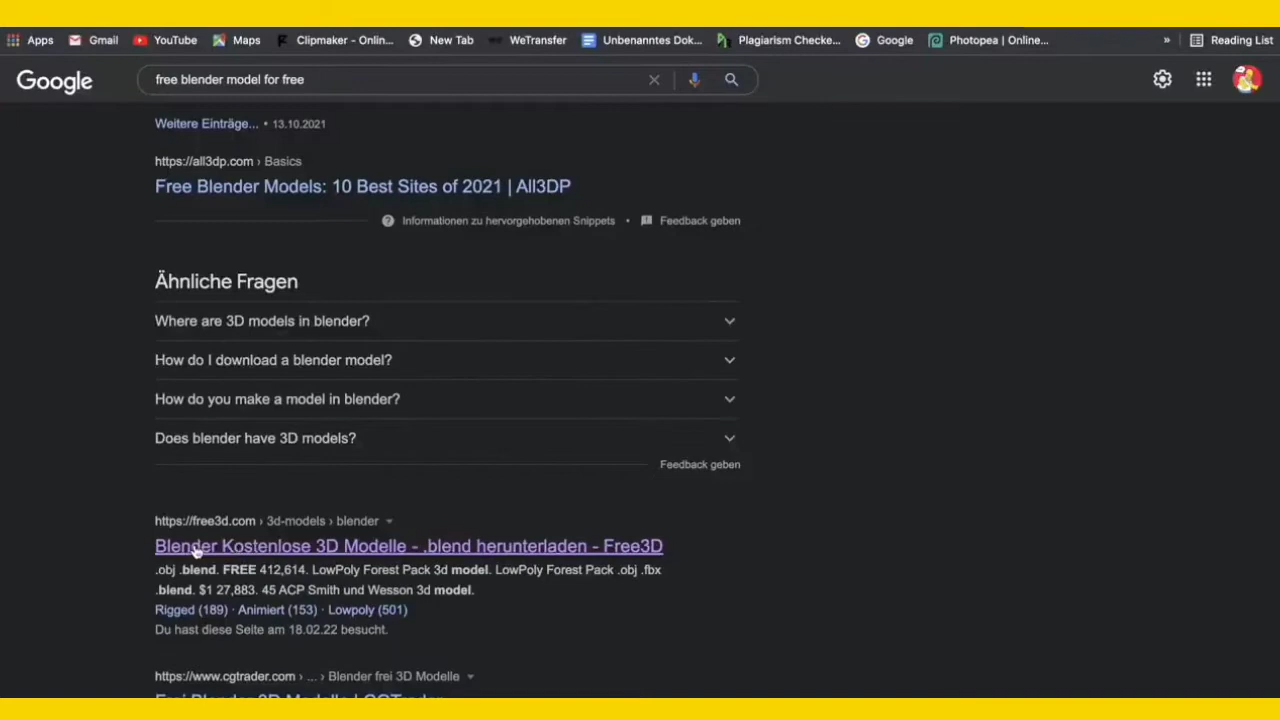 Apps Gmail YouTube Maps Clipmaker - Onlin... New Tab WeTransfer Unbenanntes Dok... Plagiarism Checke... Google Photopea | Online... » Reading List
Google free blender model for free
Weitere Einträge... • 13.10.2021
https://all3dp.com › Basics
Free Blender Models: 10 Best Sites of 2021 | All3DP
Informationen zu hervorgehobenen Snippets • Feedback geben
Ähnliche Fragen
Where are 3D models in blender?
How do I download a blender model?
How do you make a model in blender?
Does blender have 3D models?
Feedback geben
https://free3d.com › 3d-models › blender
Blender Kostenlose 3D Modelle - .blend herunterladen - Free3D
.obj .blend. FREE 412,614. LowPoly Forest Pack 3d model. LowPoly Forest Pack .obj .fbx
.blend. $1 27,883. 45 ACP Smith und Wesson 3d model.
Rigged (189) · Animiert (153) · Lowpoly (501)
Du hast diese Seite am 18.02.22 besucht.
https://www.cgtrader.com › ... › Blender frei 3D Modelle
Frei Blender 3D Modelle | CGTrader